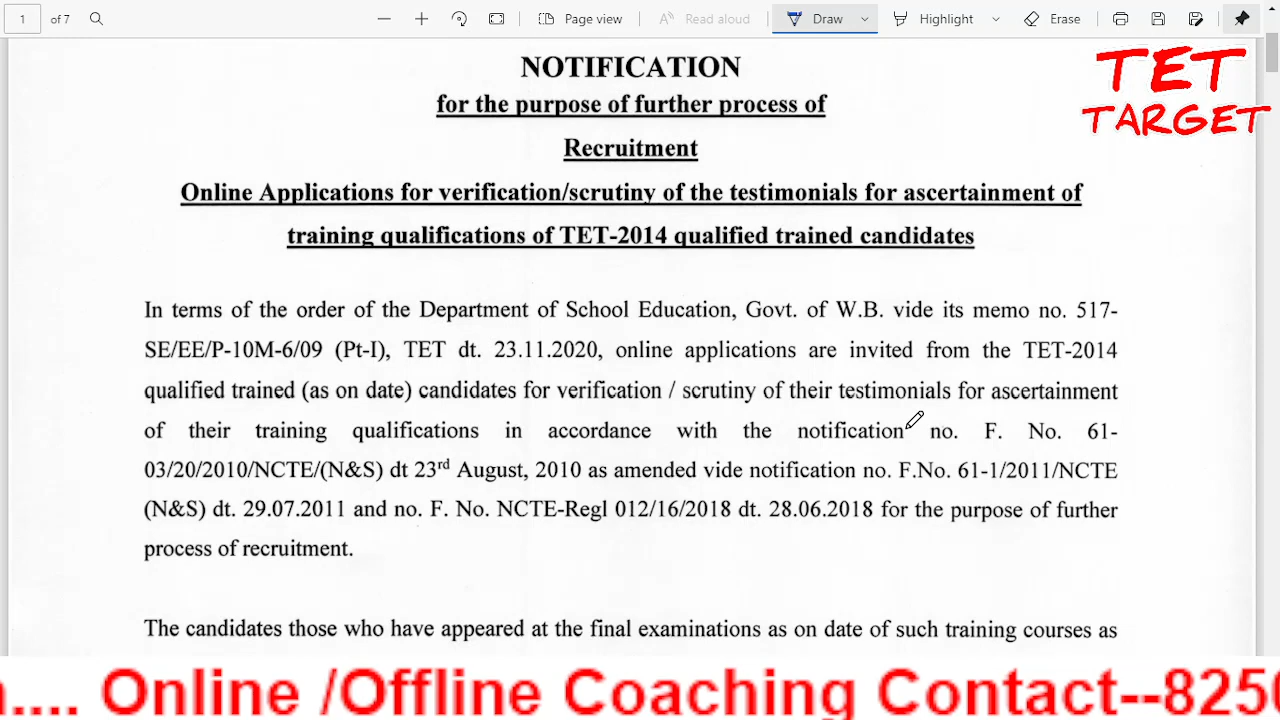 1 of 7 Page view Read aloud Draw Highlight Erase
TET
TARGET
NOTIFICATION
for the purpose of further process of
Recruitment
Online Applications for verification/scrutiny of the testimonials for ascertainment of
training qualifications of TET-2014 qualified trained candidates
In terms of the order of the Department of School Education, Govt. of W.B. vide its memo no. 517-
SE/EE/P-10M-6/09 (Pt-I), TET dt. 23.11.2020, online applications are invited from the TET-2014
qualified trained (as on date) candidates for verification / scrutiny of their testimonials for ascertainment
of their training qualifications in accordance with the notification no. F. No. 61-
03/20/2010/NCTE/(N&S) dt 23rd August, 2010 as amended vide notification no. F.No. 61-1/2011/NCTE
(N&S) dt. 29.07.2011 and no. F. No. NCTE-Regl 012/16/2018 dt. 28.06.2018 for the purpose of further
process of recruitment.
The candidates those who have appeared at the final examinations as on date of such training courses as
.... Online /Offline Coaching Contact--825